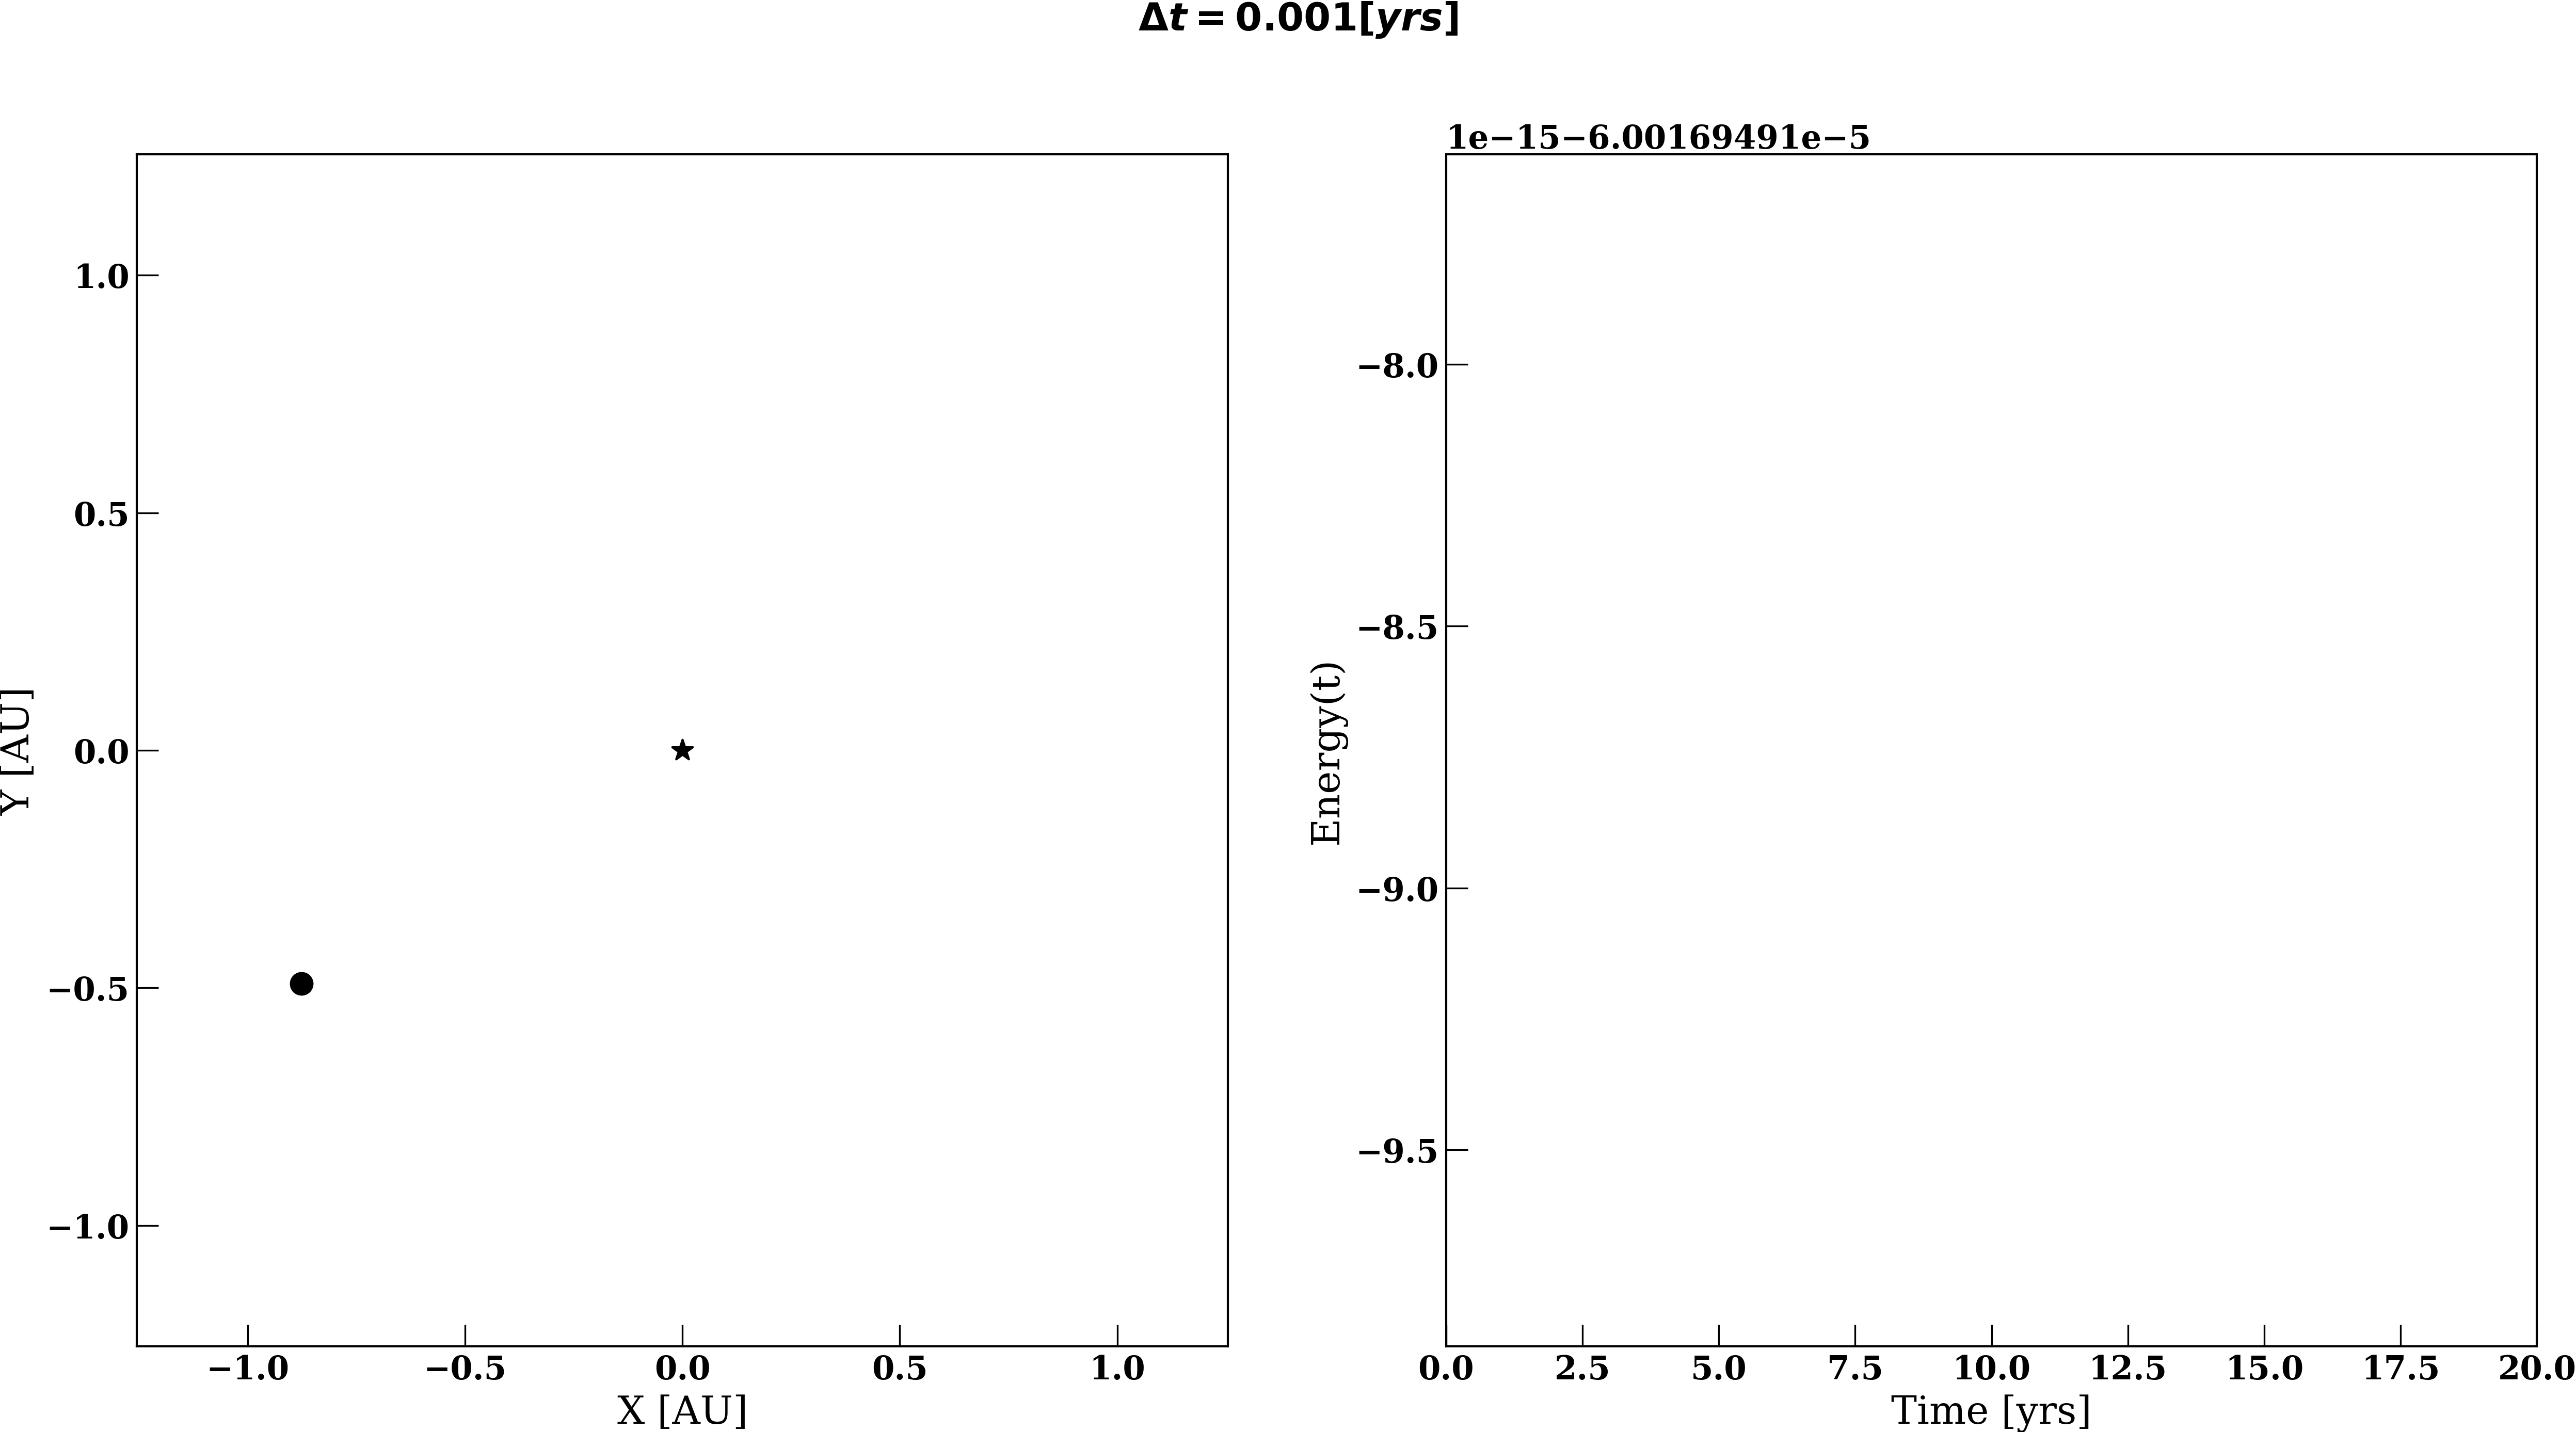 Δt = 0.001[yrs]
1e−15−6.00169491e−5
1.0
0.5
0.0
−0.5
−1.0
Y [AU]
−1.0 −0.5 0.0 0.5 1.0
X [AU]
−8.0
−8.5
−9.0
−9.5
Energy(t)
0.0 2.5 5.0 7.5 10.0 12.5 15.0 17.5 20.0
Time [yrs]